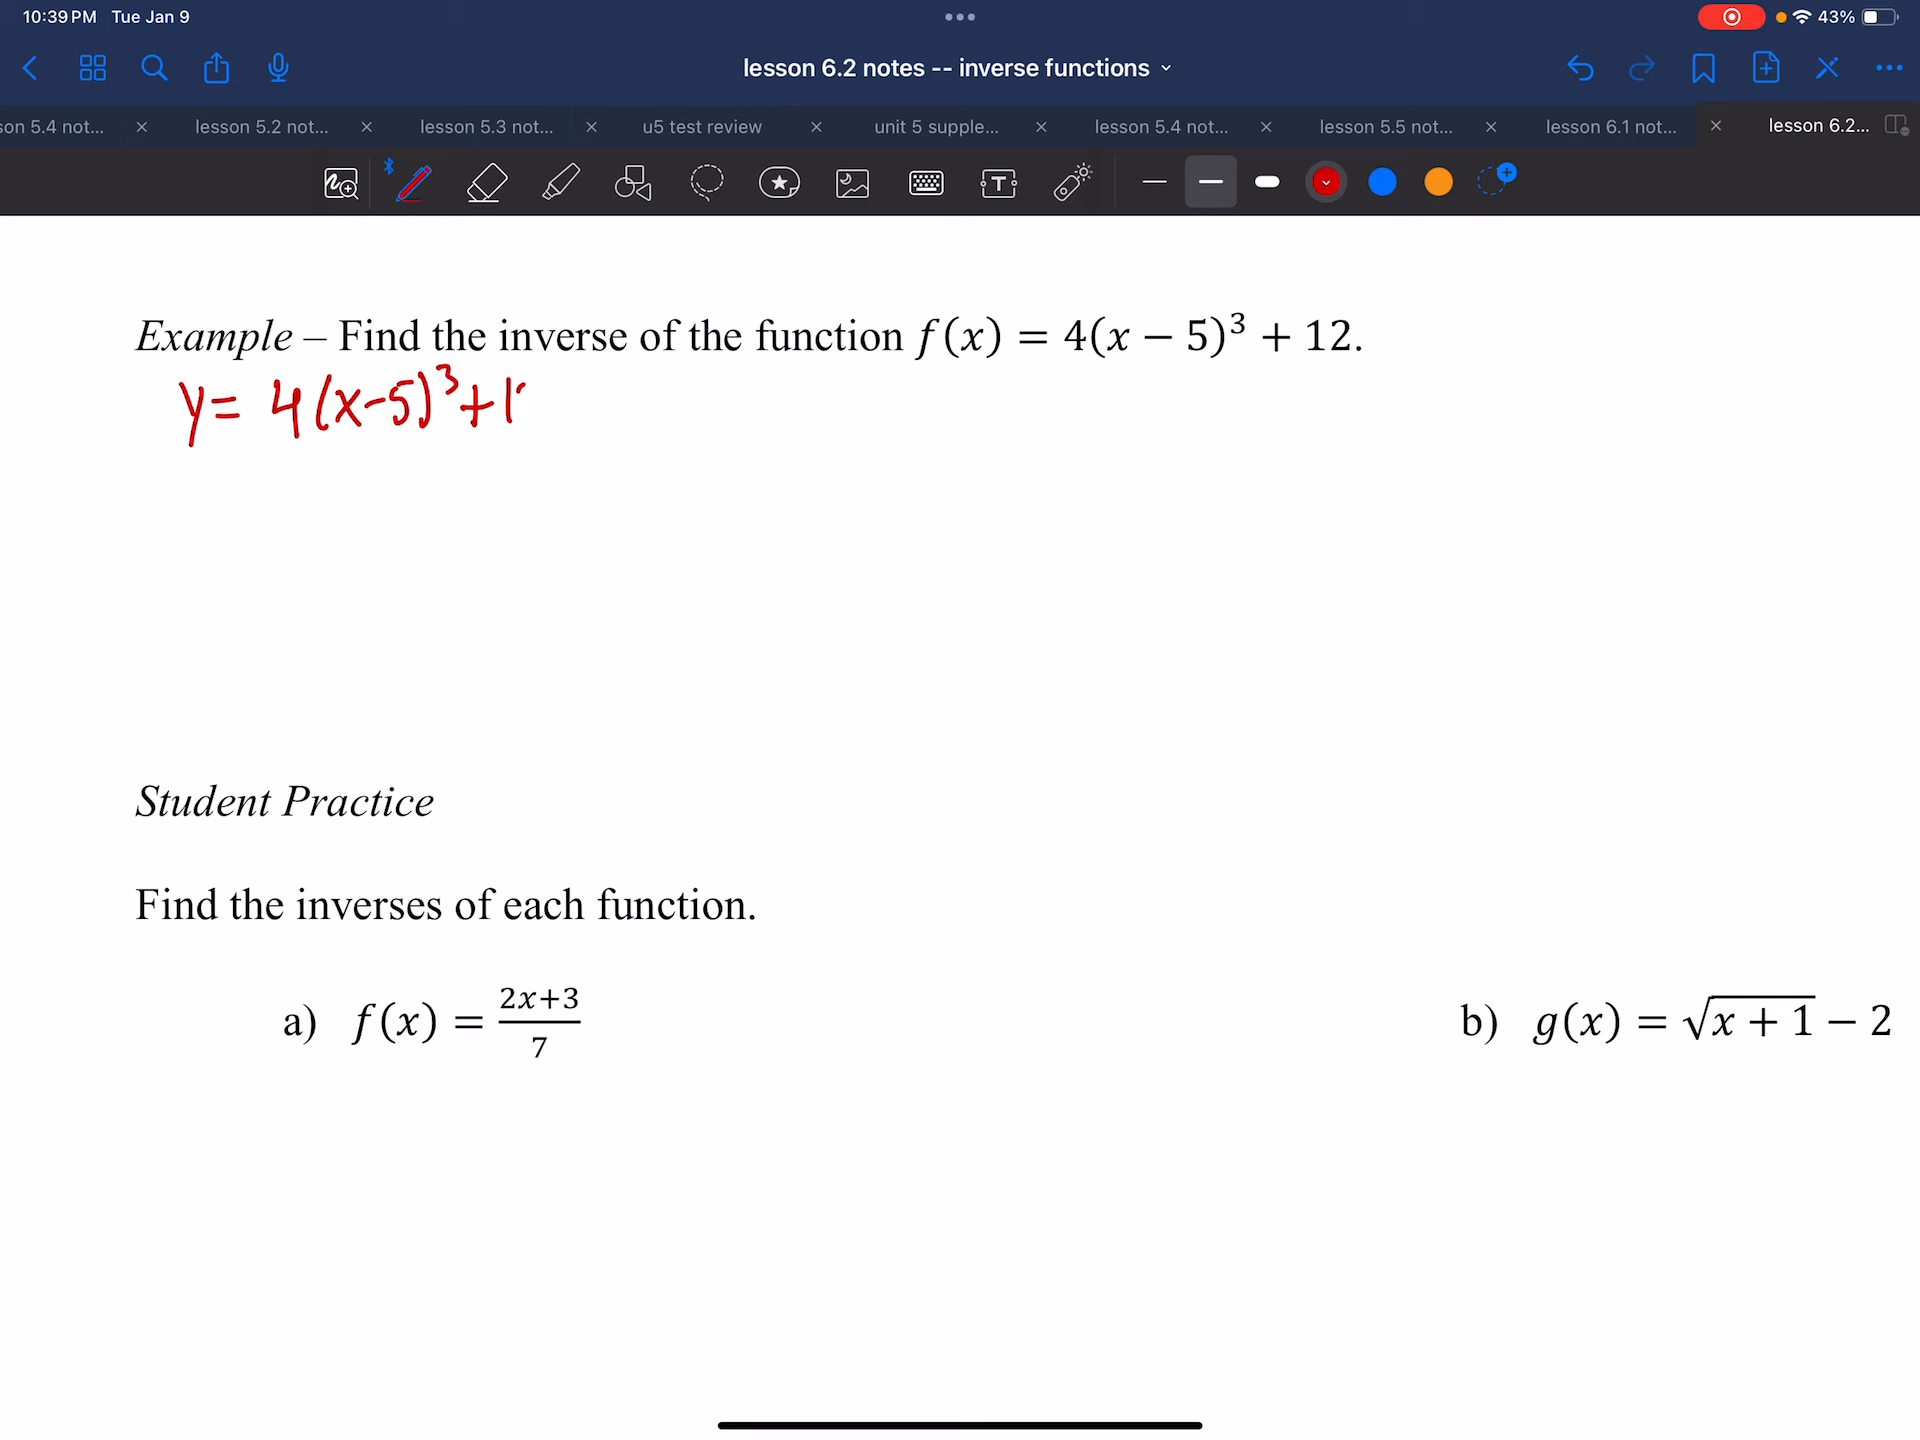 10:39 PM Tue Jan 9
43%
lesson 6.2 notes -- inverse functions
son 5.4 not... lesson 5.2 not... lesson 5.3 not... u5 test review unit 5 supple... lesson 5.4 not... lesson 5.5 not... lesson 6.1 not... lesson 6.2...
T
Example – Find the inverse of the function f(x) = 4(x − 5)³ + 12.
y= 4(x-5)³+1
Student Practice
Find the inverses of each function.
a) f(x) = (2x+3)/7
b) g(x) = √(x + 1) − 2